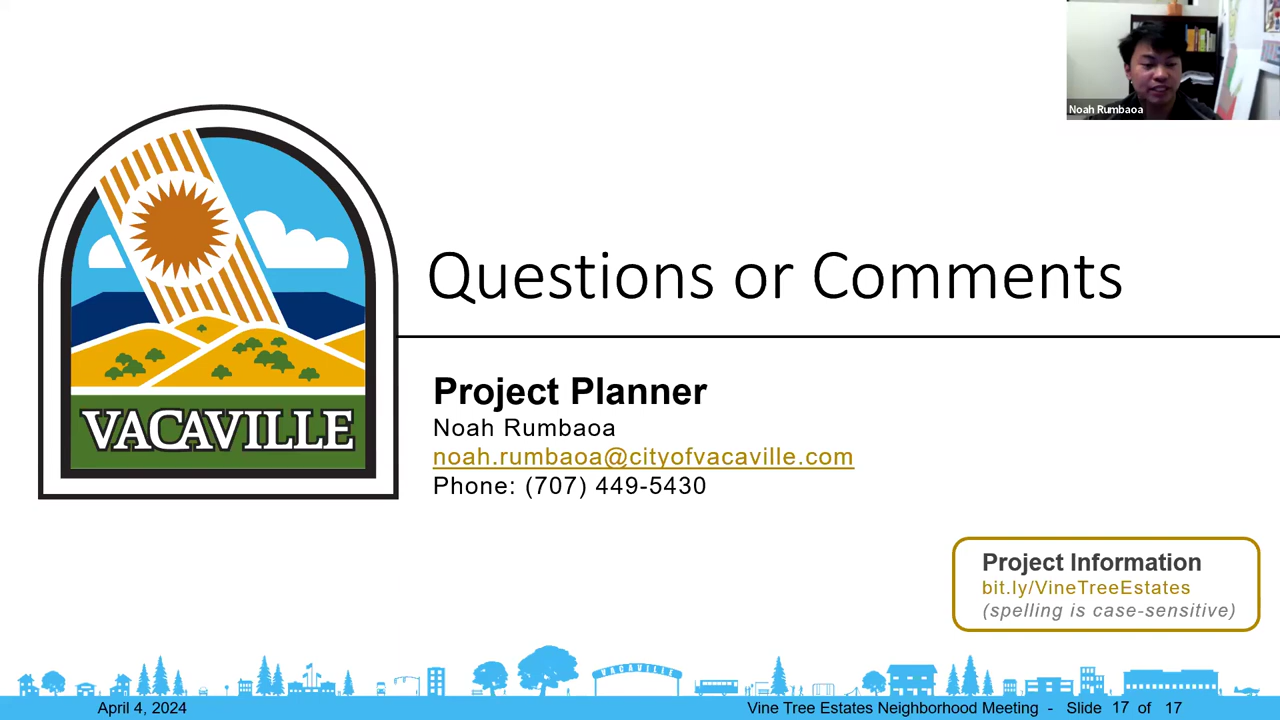 Noah Rumbaoa
VACAVILLE
Questions or Comments
Project Planner
Noah Rumbaoa
noah.rumbaoa@cityofvacaville.com
Phone: (707) 449-5430
Project Information
bit.ly/VineTreeEstates
(spelling is case-sensitive)
VACAVILLE
April 4, 2024
Vine Tree Estates Neighborhood Meeting - Slide 17 of 17